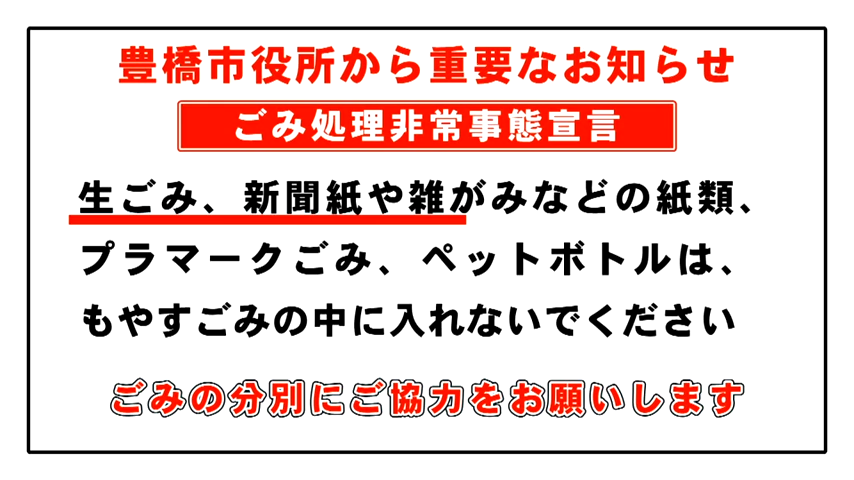 豊橋市役所から重要なお知らせ
ごみ処理非常事態宣言
生ごみ、新聞紙や雑がみなどの紙類、
プラマークごみ、ペットボトルは、
もやすごみの中に入れないでください
ごみの分別にご協力をお願いします